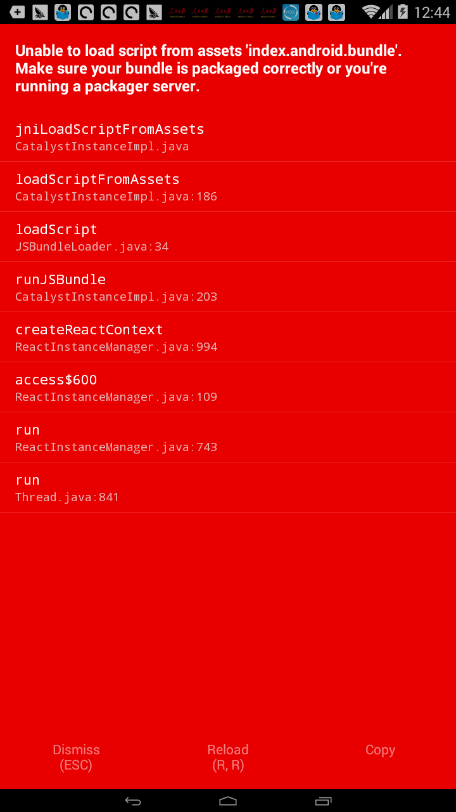 12:44
Unable to load script from assets 'index.android.bundle'.
Make sure your bundle is packaged correctly or you're
running a packager server.
jniLoadScriptFromAssets
CatalystInstanceImpl.java
loadScriptFromAssets
CatalystInstanceImpl.java:186
loadScript
JSBundleLoader.java:34
runJSBundle
CatalystInstanceImpl.java:203
createReactContext
ReactInstanceManager.java:994
access$600
ReactInstanceManager.java:109
run
ReactInstanceManager.java:743
run
Thread.java:841
Dismiss
(ESC)
Reload
(R, R)
Copy